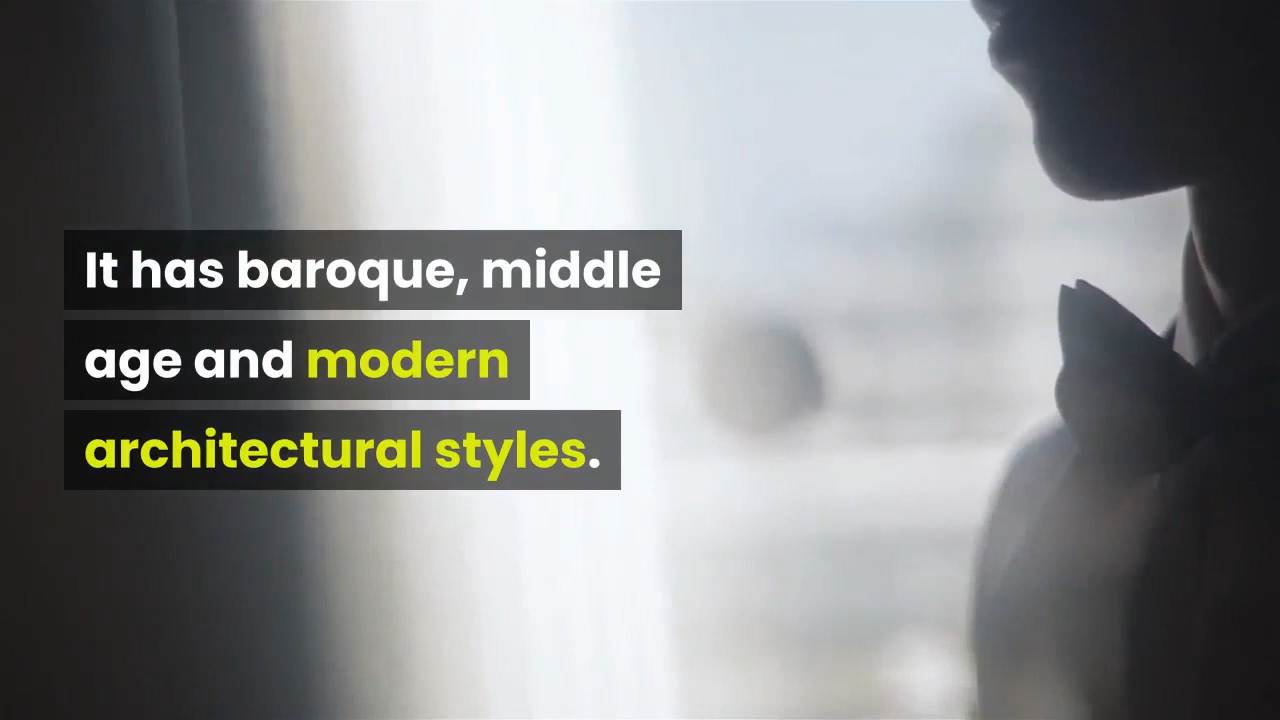 It has baroque, middle
age and modern
architectural styles.